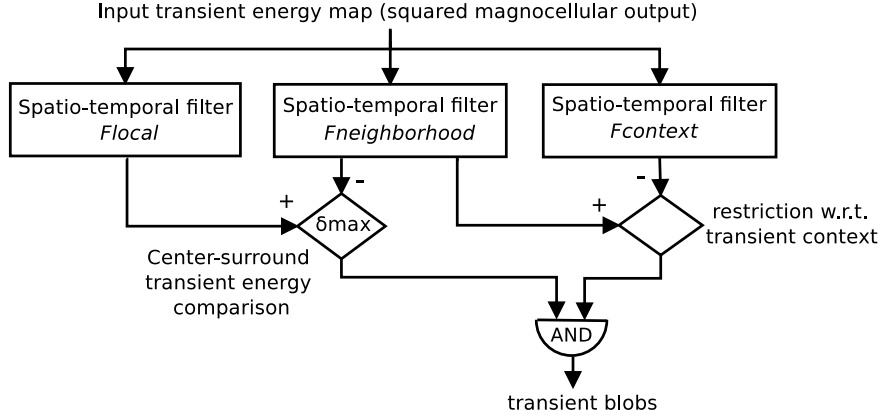 Input transient energy map (squared magnocellular output)
Spatio-temporal filter
Flocal
Spatio-temporal filter
Fneighborhood
Spatio-temporal filter
Fcontext
+
-
δmax
+
-
restriction w.r.t.
transient context
Center-surround
transient energy
comparison
AND
transient blobs